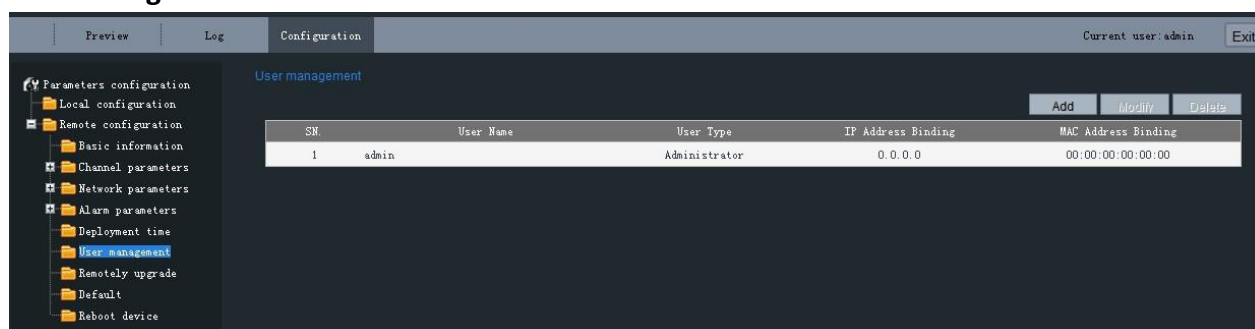 Preview Log Configuration Current user:admin Exit
Parameters configuration
Local configuration
Remote configuration
Basic information
Channel parameters
Network parameters
Alarm parameters
Deployment time
User management
Remotely upgrade
Default
Reboot device
User management
Add Modify Delete
SN. User Name User Type IP Address Binding MAC Address Binding
1 admin Administrator 0.0.0.0 00:00:00:00:00:00